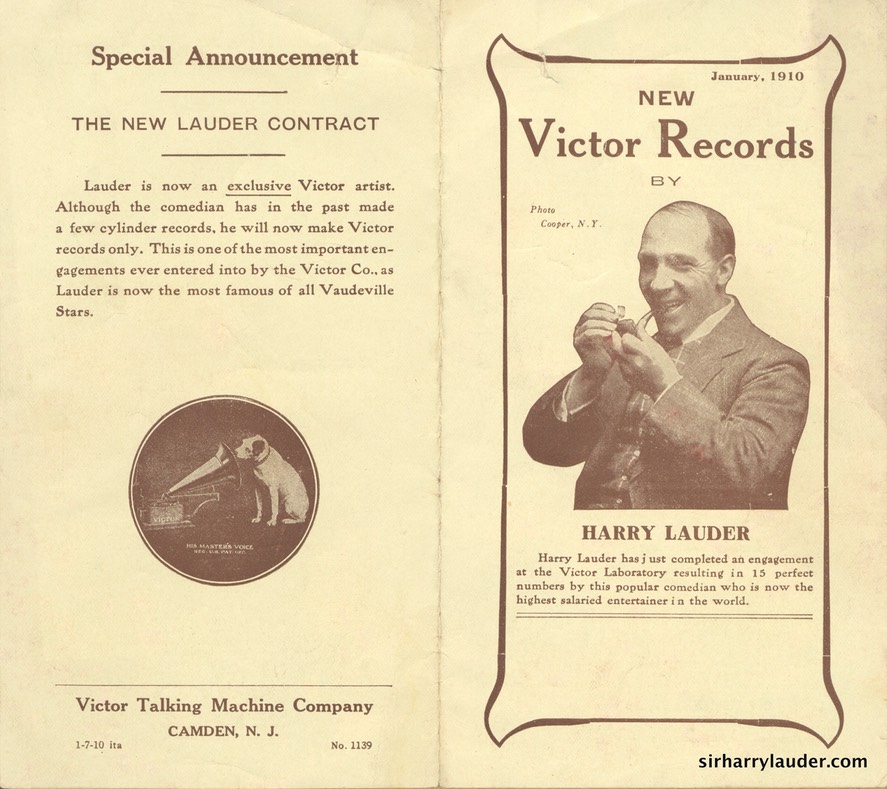 Special Announcement
THE NEW LAUDER CONTRACT
Lauder is now an exclusive Victor artist.
Although the comedian has in the past made
a few cylinder records, he will now make Victor
records only. This is one of the most important en-
gagements ever entered into by the Victor Co., as
Lauder is now the most famous of all Vaudeville
Stars.
VICTOR
HIS MASTER'S VOICE
REG. U.S. PAT. OFF.
Victor Talking Machine Company
CAMDEN, N. J.
1-7-10 ita No. 1139
January, 1910
NEW
Victor Records
BY
Photo
Cooper, N.Y.
HARRY LAUDER
Harry Lauder has just completed an engagement
at the Victor Laboratory resulting in 15 perfect
numbers by this popular comedian who is now the
highest salaried entertainer in the world.
sirharrylauder.com